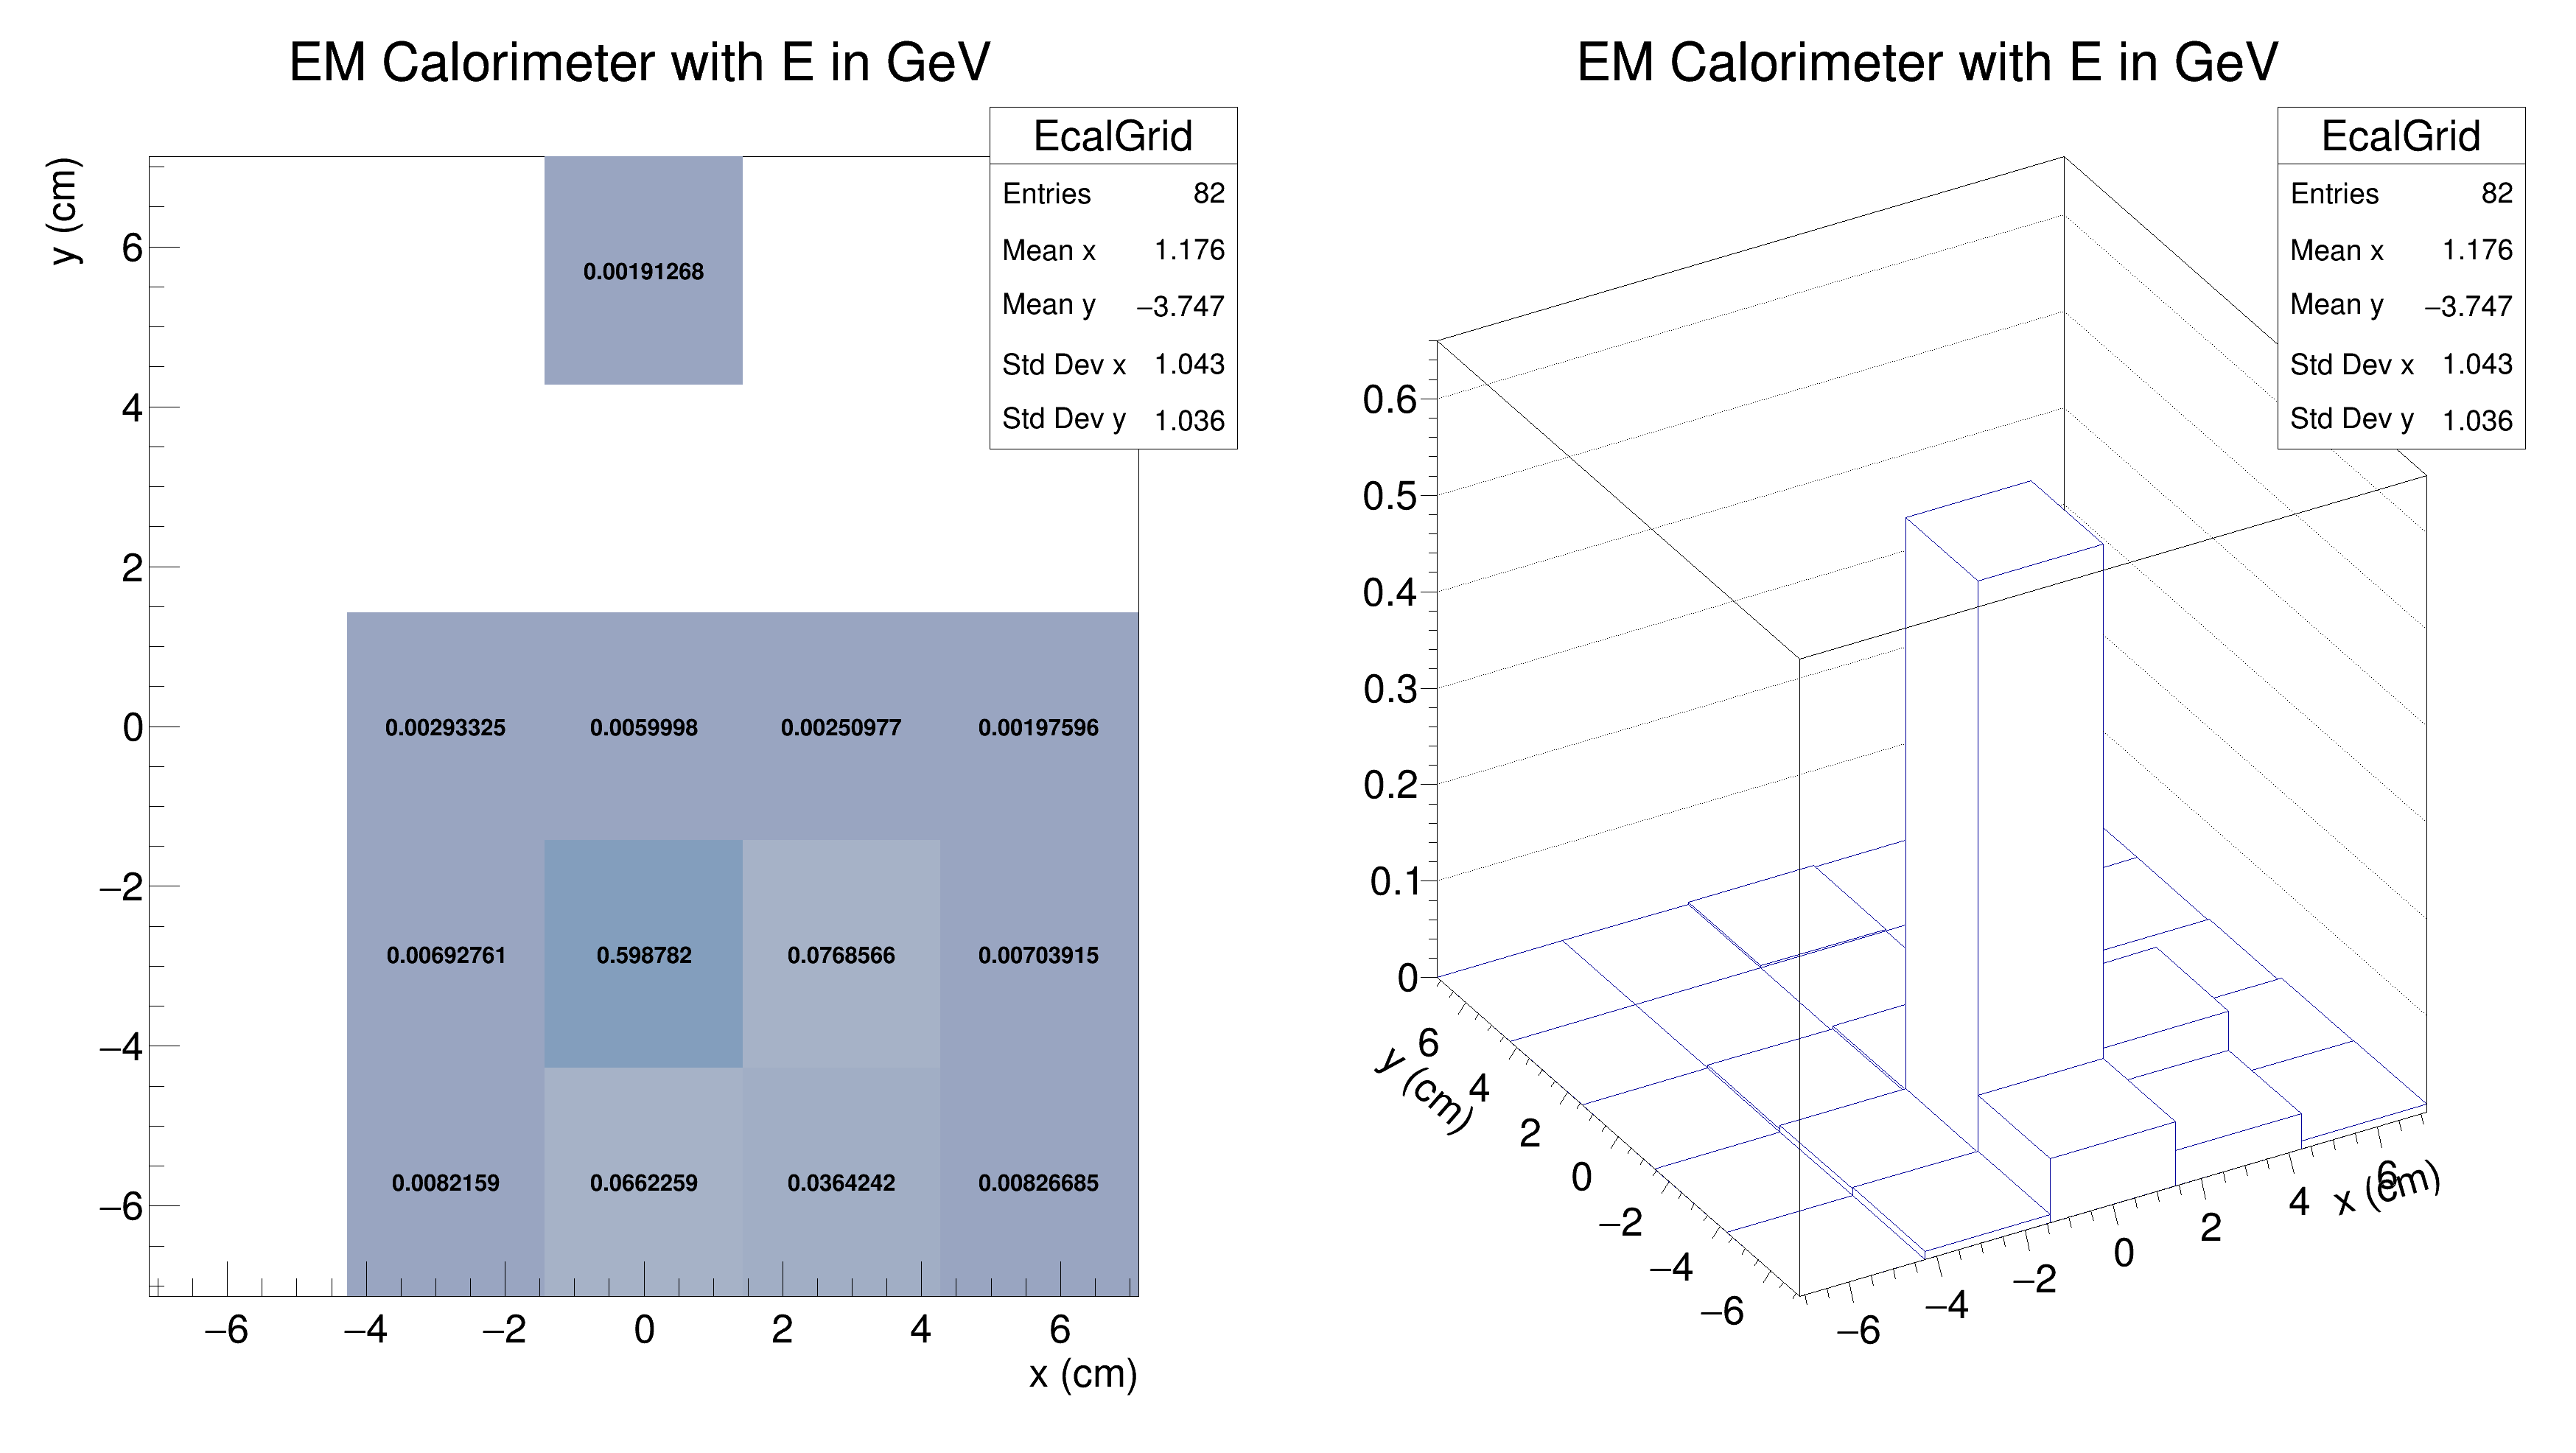 EM Calorimeter with E in GeV
EcalGrid
Entries 82
Mean x 1.176
Mean y −3.747
Std Dev x 1.043
Std Dev y 1.036
y (cm)
6
4
2
0
−2
−4
−6
0.00191268
0.00293325 0.0059998 0.00250977 0.00197596
0.00692761 0.598782 0.0768566 0.00703915
0.0082159 0.0662259 0.0364242 0.00826685
−6 −4 −2 0 2 4 6
x (cm)
EM Calorimeter with E in GeV
EcalGrid
Entries 82
Mean x 1.176
Mean y −3.747
Std Dev x 1.043
Std Dev y 1.036
0.6
0.5
0.4
0.3
0.2
0.1
0
y (cm)
6
4
2
0
−2
−4
−6
−6 −4 −2 0 2 4 6
x (cm)